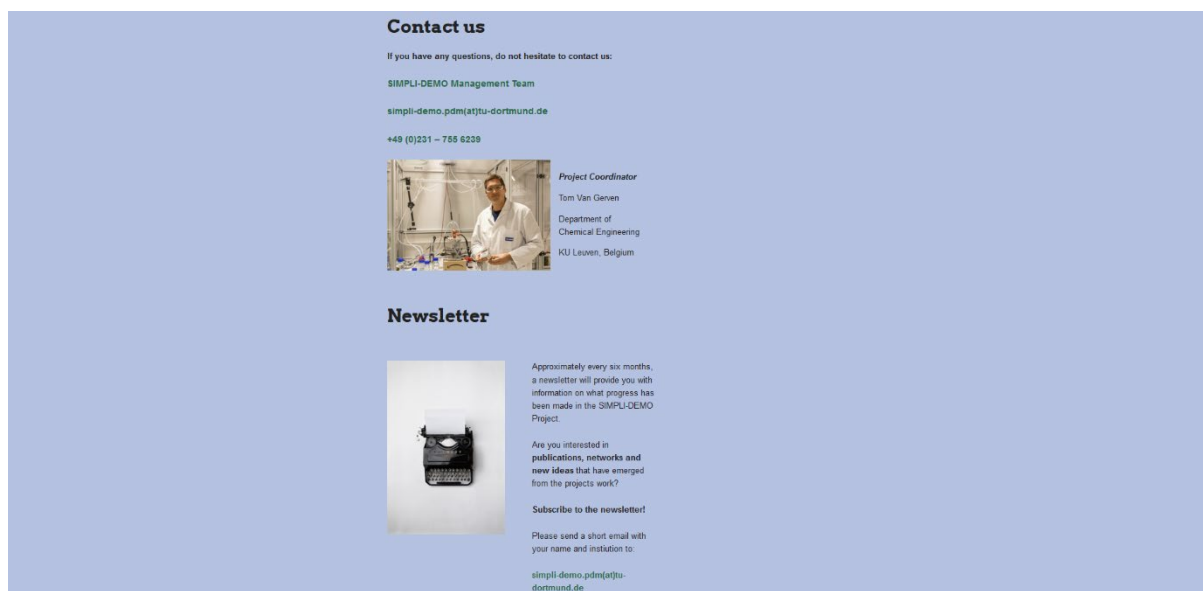 Contact us
If you have any questions, do not hesitate to contact us:
SIMPLI-DEMO Management Team
simpli-demo.pdm(at)tu-dortmund.de
+49 (0)231 – 755 6239
Project Coordinator
Tom Van Gerven
Department of
Chemical Engineering
KU Leuven, Belgium
Newsletter
Approximately every six months,
a newsletter will provide you with
information on what progress has
been made in the SIMPLI-DEMO
Project.
Are you interested in
publications, networks and
new ideas that have emerged
from the projects work?
Subscribe to the newsletter!
Please send a short email with
your name and instiution to:
simpli-demo.pdm(at)tu-
dortmund.de